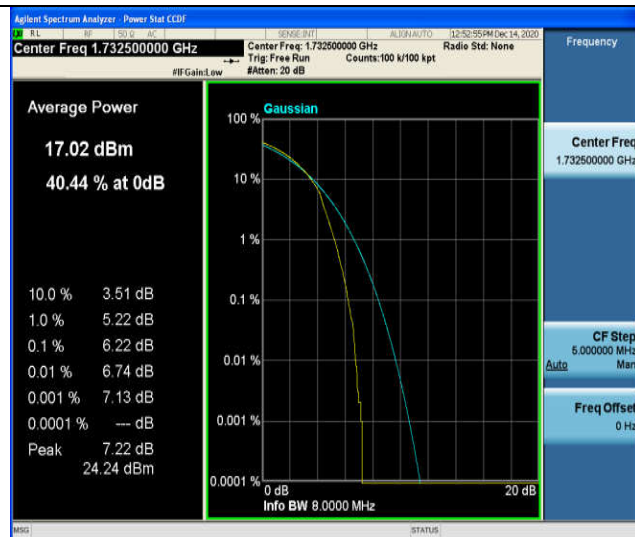 Agilent Spectrum Analyzer - Power Stat CCDF
RL RF 50 Ω AC SENSE:INT ALIGN AUTO 12:52:55 PM Dec 14, 2020
Center Freq 1.732500000 GHz
Center Freq: 1.732500000 GHz Radio Std: None
Trig: Free Run Counts:100 k/100 kpt
#IFGain:Low #Atten: 20 dB
Frequency
Average Power
17.02 dBm
40.44 % at 0dB
10.0 % 3.51 dB
1.0 % 5.22 dB
0.1 % 6.22 dB
0.01 % 6.74 dB
0.001 % 7.13 dB
0.0001 % --- dB
Peak 7.22 dB
24.24 dBm
Gaussian
100 %
10 %
1 %
0.1 %
0.01 %
0.001 %
0.0001 %
0 dB 20 dB
Info BW 8.0000 MHz
Center Freq
1.732500000 GHz
CF Step
5.000000 MHz
Auto Man
Freq Offset
0 Hz
MSG STATUS